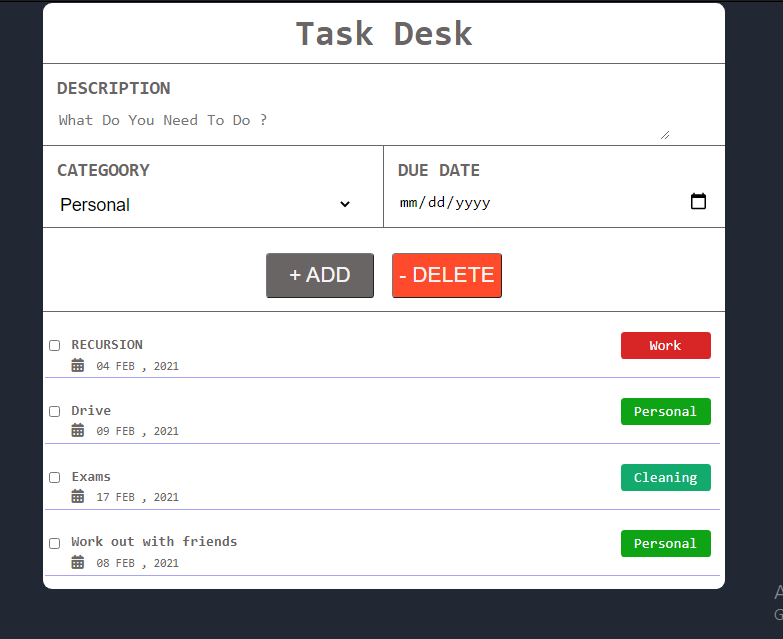 Task Desk
DESCRIPTION
What Do You Need To Do ?
CATEGOORY
DUE DATE
Personal
mm/dd/yyyy
+ ADD
- DELETE
RECURSION
Work
04 FEB , 2021
Drive
Personal
09 FEB , 2021
Exams
Cleaning
17 FEB , 2021
Work out with friends
Personal
08 FEB , 2021